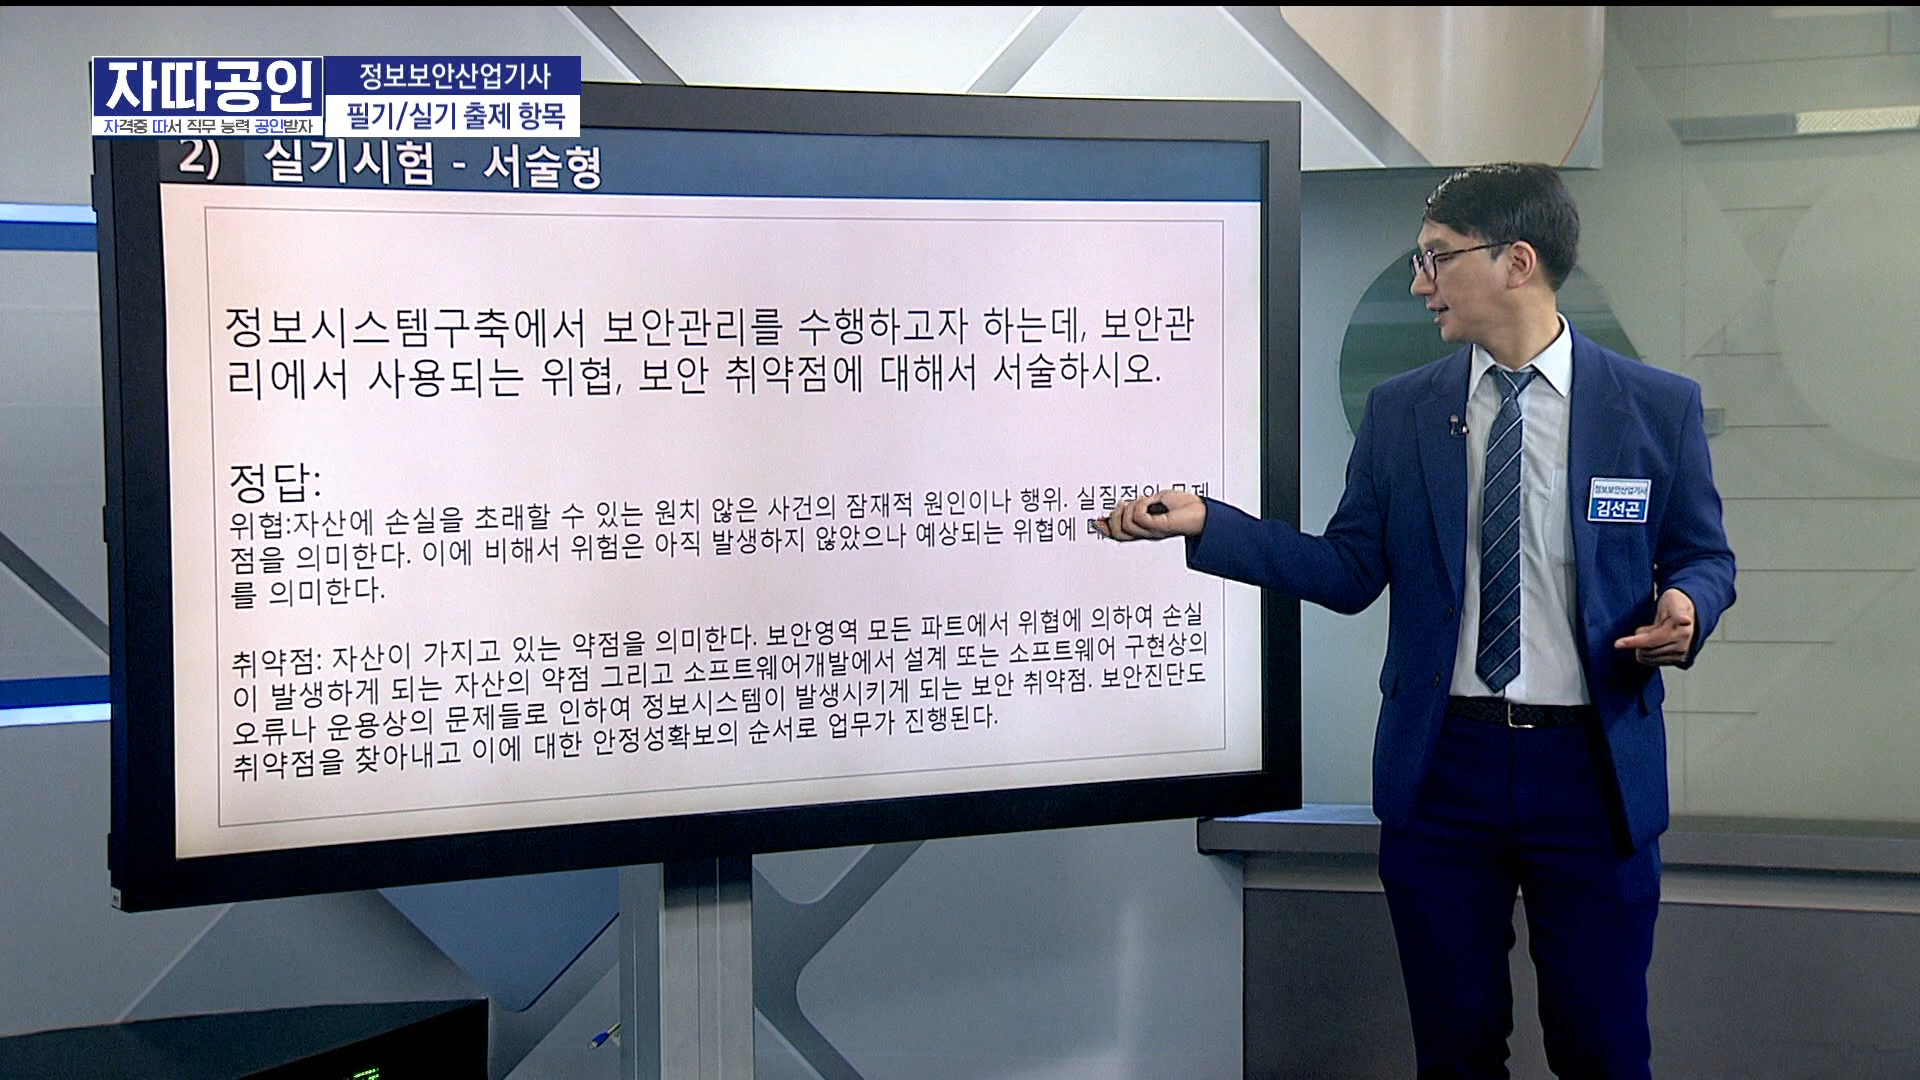 자따공인
자격증 따서 직무 능력 공인받자
정보보안산업기사
필기/실기 출제 항목
2) 실기시험 - 서술형
정보시스템구축에서 보안관리를 수행하고자 하는데, 보안관
리에서 사용되는 위협, 보안 취약점에 대해서 서술하시오.
정답:
위협:자산에 손실을 초래할 수 있는 원치 않은 사건의 잠재적 원인이나 행위. 실질적인 문제
점을 의미한다. 이에 비해서 위험은 아직 발생하지 않았으나 예상되는 위협에
를 의미한다.
취약점: 자산이 가지고 있는 약점을 의미한다. 보안영역 모든 파트에서 위협에 의하여 손실
이 발생하게 되는 자산의 약점 그리고 소프트웨어개발에서 설계 또는 소프트웨어 구현상의
오류나 운용상의 문제들로 인하여 정보시스템이 발생시키게 되는 보안 취약점. 보안진단도
취약점을 찾아내고 이에 대한 안정성확보의 순서로 업무가 진행된다.
정보보안산업기사
김선곤